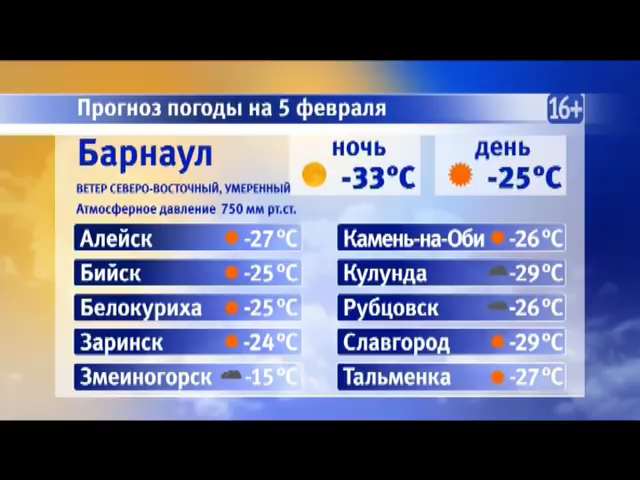 Прогноз погоды на 5 февраля 16+
Барнаул
ночь -33°C
день -25°C
ВЕТЕР СЕВЕРО-ВОСТОЧНЫЙ, УМЕРЕННЫЙ
Атмосферное давление 750 мм рт.ст.
Алейск -27°C
Бийск -25°C
Белокуриха -25°C
Заринск -24°C
Змеиногорск -15°C
Камень-на-Оби -26°C
Кулунда -29°C
Рубцовск -26°C
Славгород -29°C
Тальменка -27°C